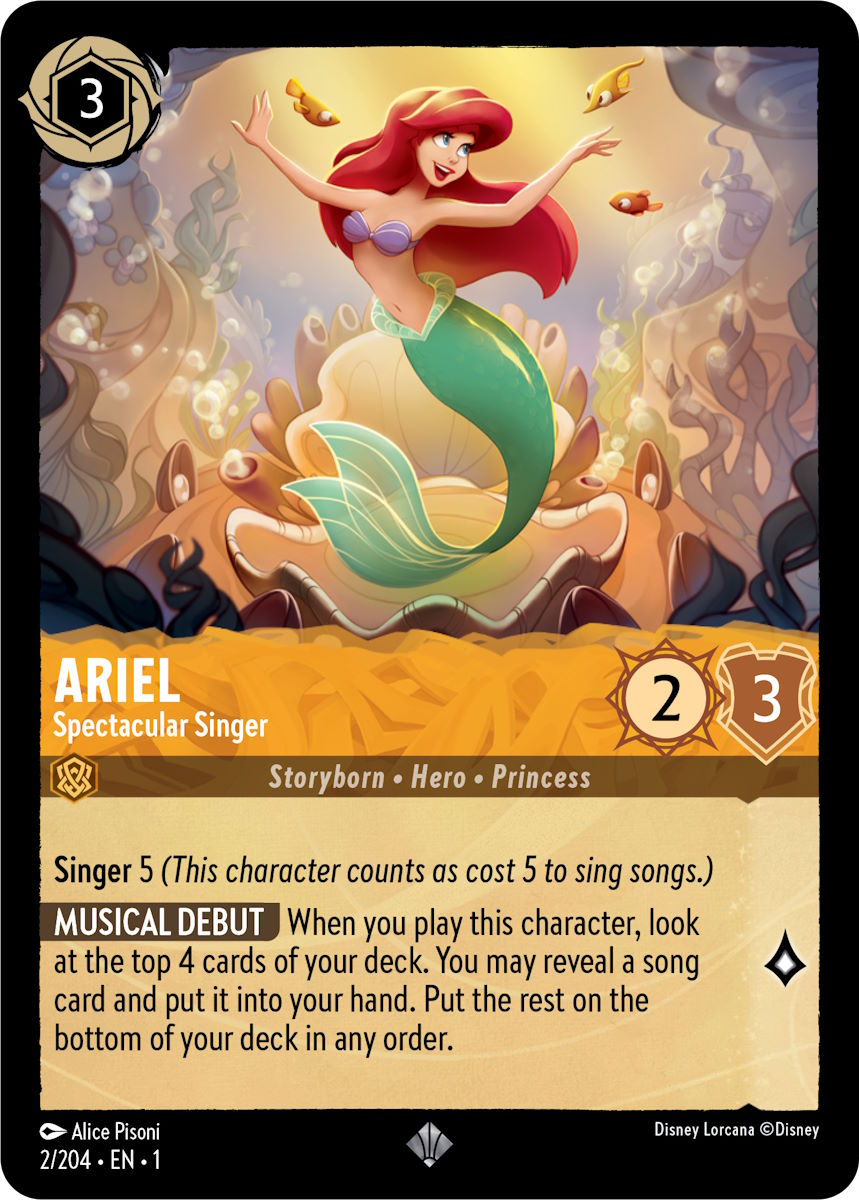 3
ARIEL
Spectacular Singer
2
3
Storyborn • Hero • Princess
Singer 5 (This character counts as cost 5 to sing songs.)
MUSICAL DEBUT When you play this character, look
at the top 4 cards of your deck. You may reveal a song
card and put it into your hand. Put the rest on the
bottom of your deck in any order.
Alice Pisoni
Disney Lorcana ©Disney
2/204 • EN • 1